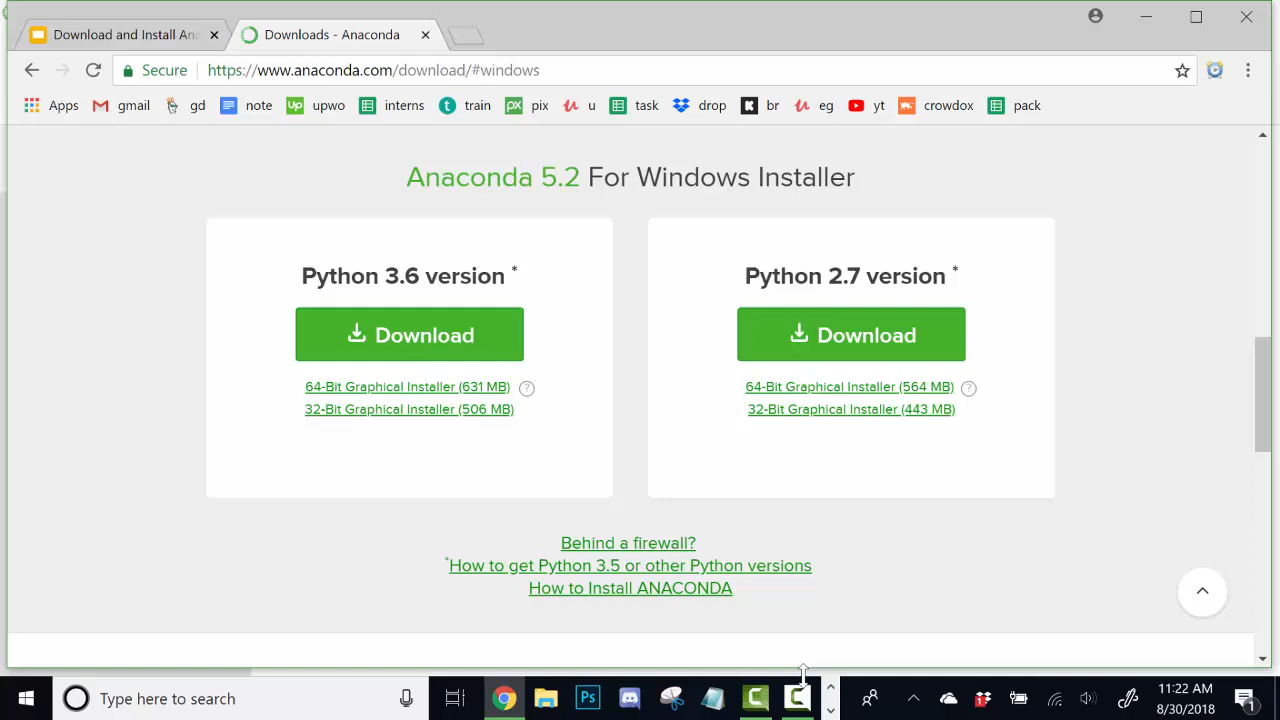 Download and Install Ana
Downloads - Anaconda
Secure
https://www.anaconda.com/download/#windows
Apps
gmail
gd
note
Up
upwo
interns
t
train
px
pix
u
task
drop
K
br
eg
yt
crowdox
pack
Anaconda 5.2 For Windows Installer
Python 3.6 version *
Download
64-Bit Graphical Installer (631 MB) ?
32-Bit Graphical Installer (506 MB)
Python 2.7 version *
Download
64-Bit Graphical Installer (564 MB) ?
32-Bit Graphical Installer (443 MB)
Behind a firewall?
*How to get Python 3.5 or other Python versions
How to Install ANACONDA
Type here to search
Ps
C
C
11:22 AM
8/30/2018
1